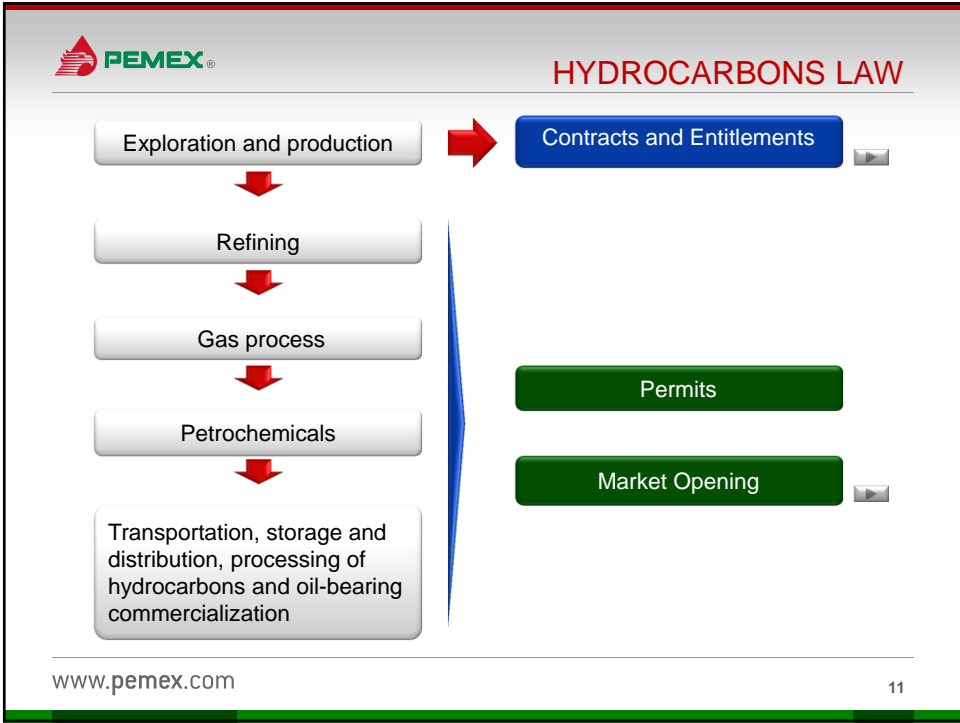 PEMEX ®
HYDROCARBONS LAW
Exploration and production
Contracts and Entitlements
Refining
Gas process
Petrochemicals
Transportation, storage and
distribution, processing of
hydrocarbons and oil-bearing
commercialization
Permits
Market Opening
www.pemex.com
11